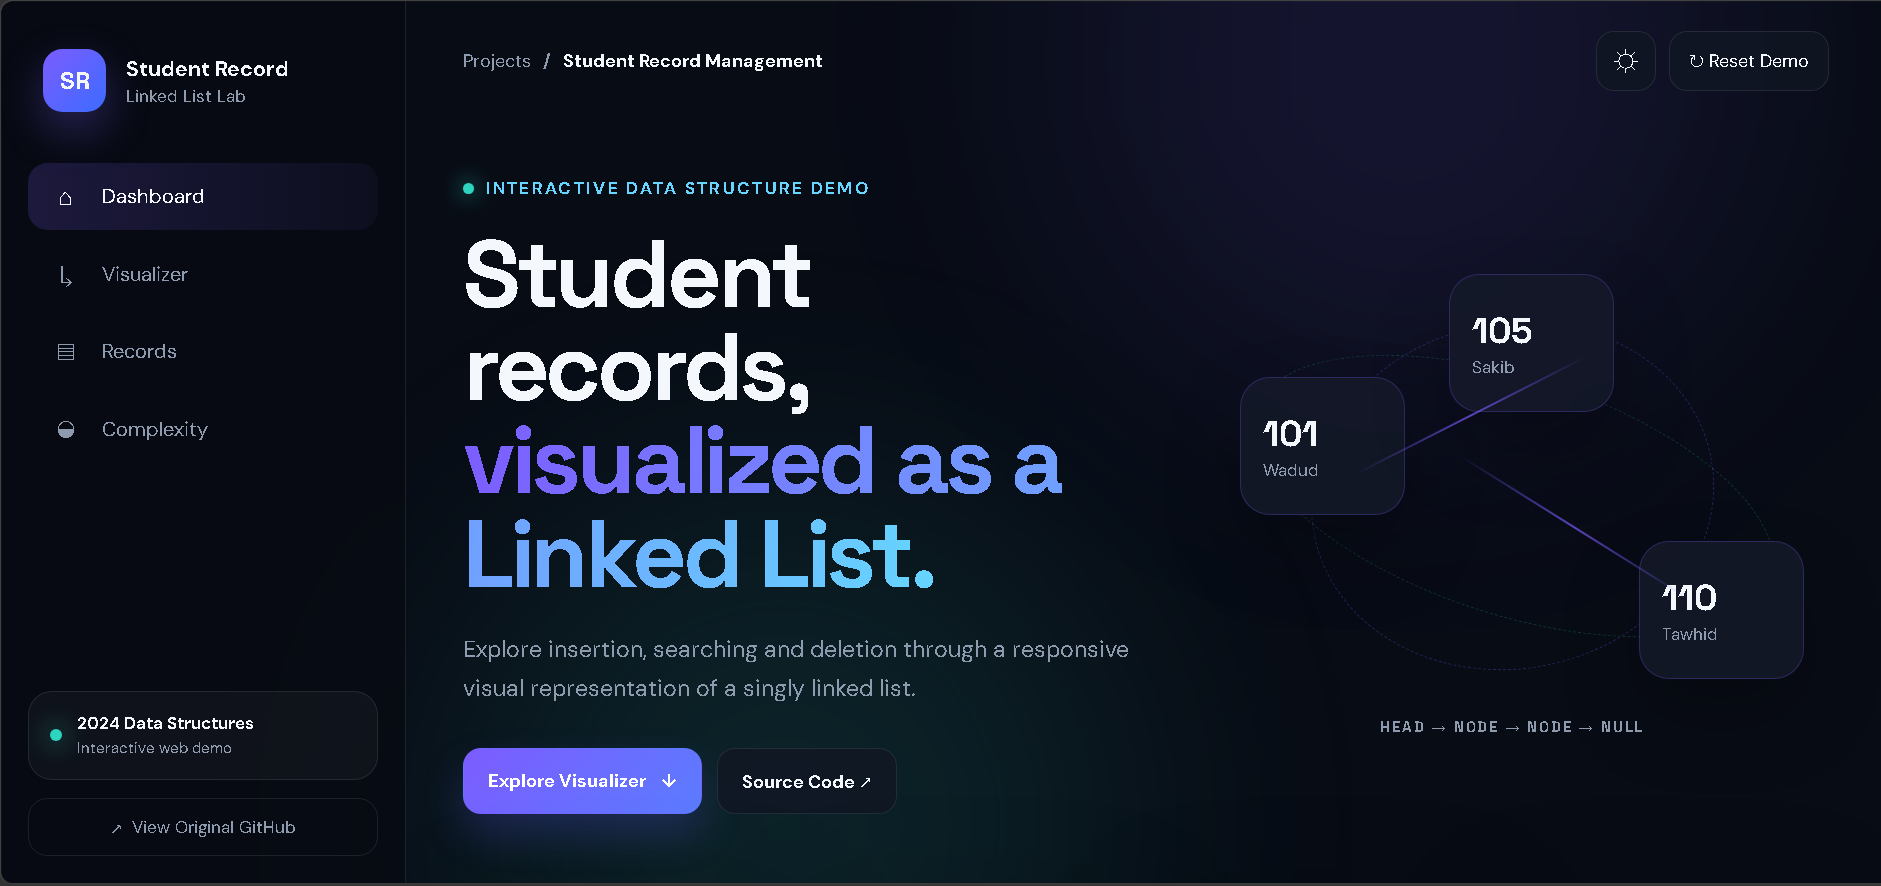 SR
Student Record
Linked List Lab
Dashboard
Visualizer
Records
Complexity
2024 Data Structures
Interactive web demo
↗ View Original GitHub
Projects / Student Record Management
↻ Reset Demo
INTERACTIVE DATA STRUCTURE DEMO
Student
records,
visualized as a
Linked List.
Explore insertion, searching and deletion through a responsive
visual representation of a singly linked list.
Explore Visualizer ↓
Source Code ↗
105
Sakib
101
Wadud
110
Tawhid
HEAD → NODE → NODE → NULL